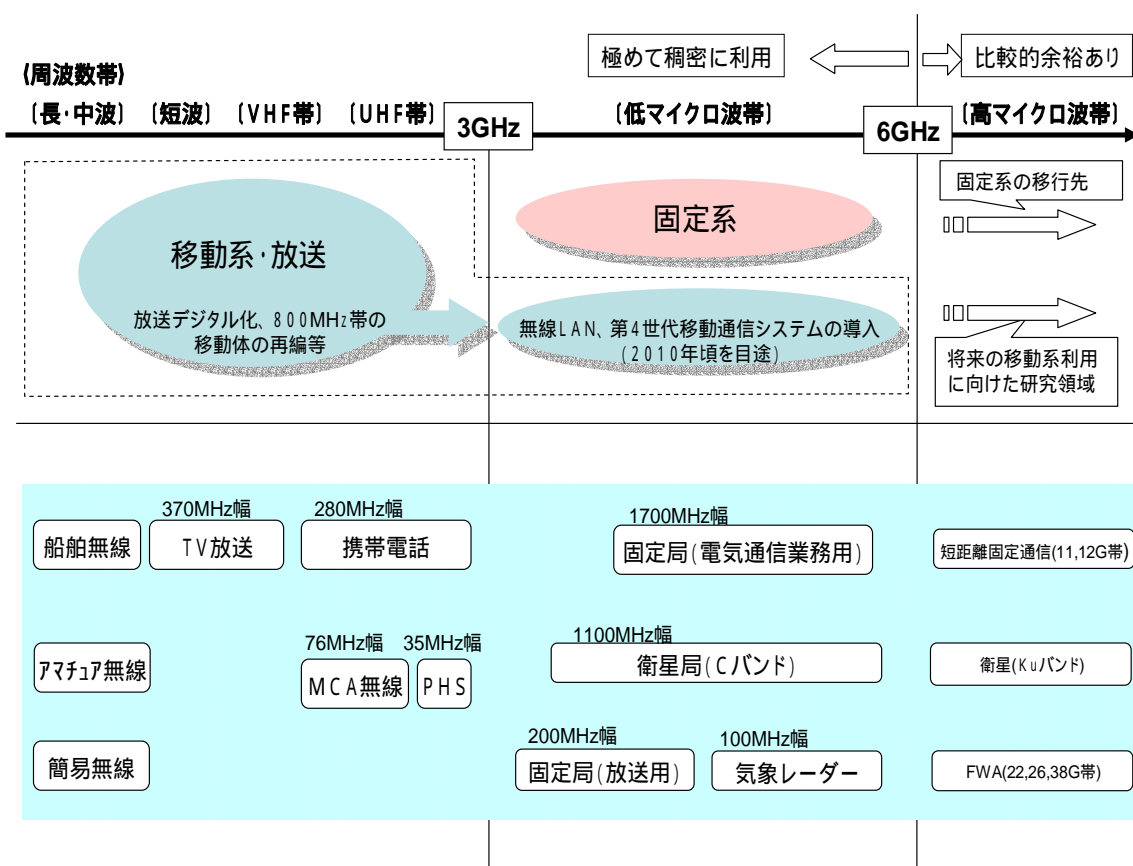 極めて稠密に利用
比較的余裕あり
(周波数帯)
(長・中波) (短波) (VHF帯) (UHF帯) 3GHz (低マイクロ波帯) 6GHz (高マイクロ波帯)
移動系・放送
放送デジタル化、800MHz帯の
移動体の再編等
固定系
無線LAN、第4世代移動通信システムの導入
(2010年頃を目途)
固定系の移行先
将来の移動系利用
に向けた研究領域
370MHz幅
280MHz幅
1700MHz幅
船舶無線
TV放送
携帯電話
固定局(電気通信業務用)
短距離固定通信(11,12G帯)
76MHz幅
35MHz幅
1100MHz幅
アマチュア無線
MCA無線
PHS
衛星局(Cバンド)
衛星(Kuバンド)
200MHz幅
100MHz幅
簡易無線
固定局(放送用)
気象レーダー
FWA(22,26,38G帯)